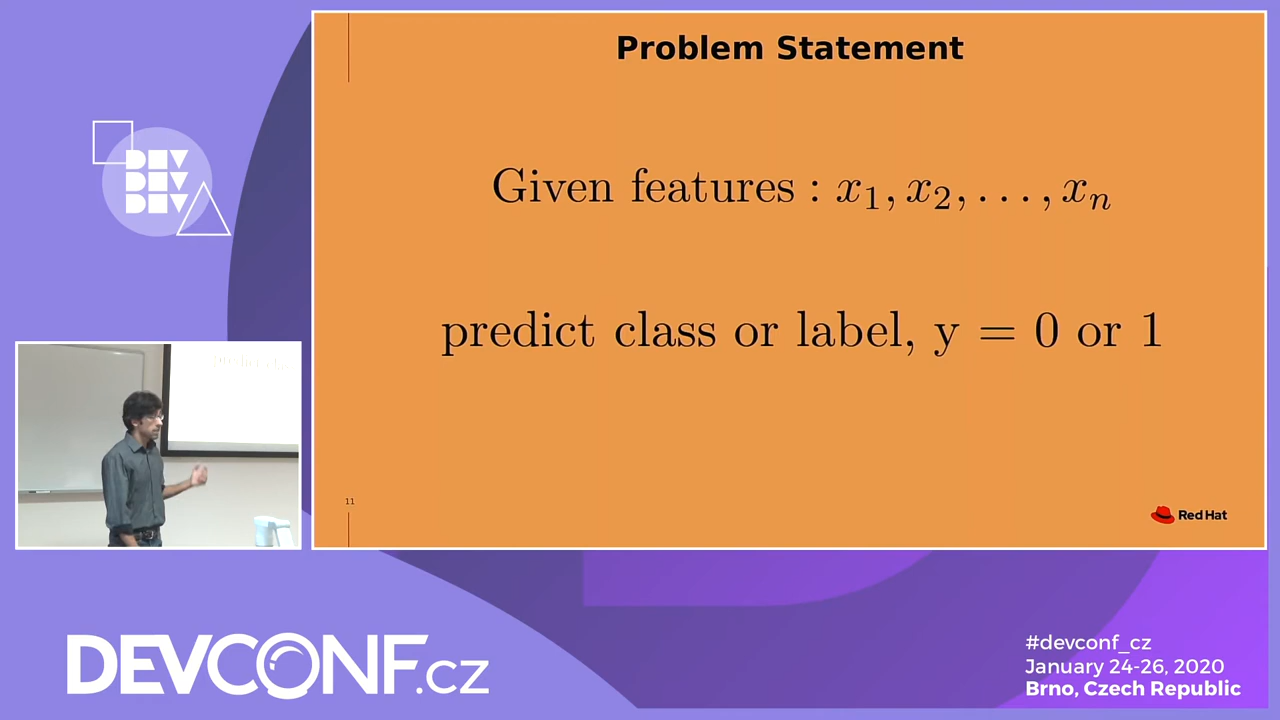 Problem Statement
Given features : x₁, x₂, . . . , xₙ
predict class or label, y = 0 or 1
11
Red Hat
DEV
DEV
DEV
DEVCONF.cz
#devconf_cz
January 24-26, 2020
Brno, Czech Republic